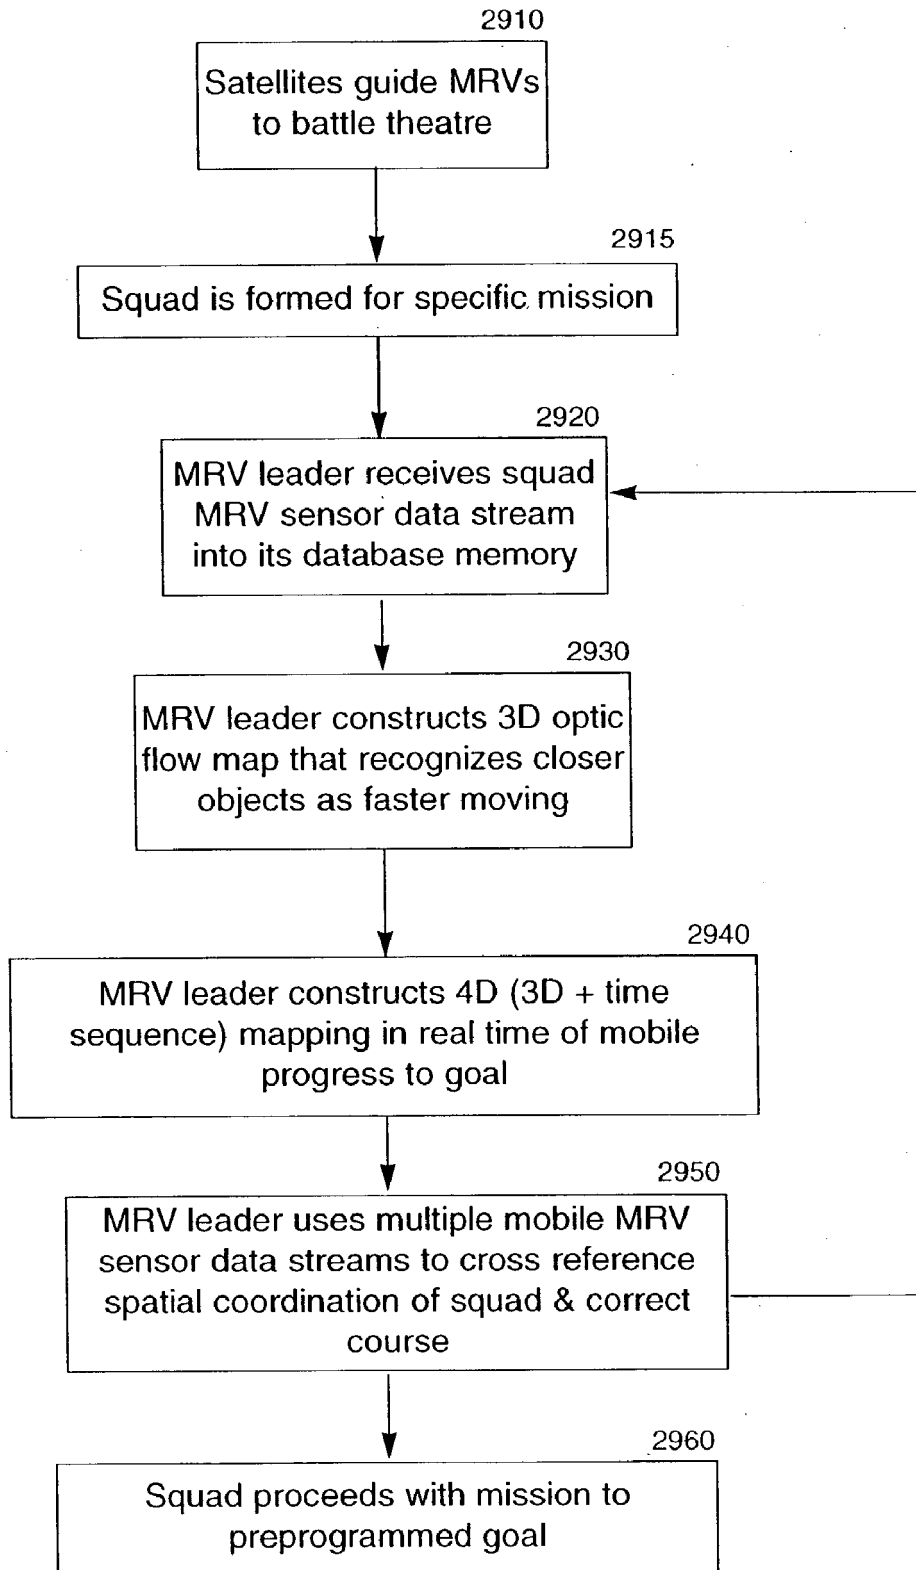 2910
Satellites guide MRVs
to battle theatre
2915
Squad is formed for specific mission
2920
MRV leader receives squad
MRV sensor data stream
into its database memory
2930
MRV leader constructs 3D optic
flow map that recognizes closer
objects as faster moving
2940
MRV leader constructs 4D (3D + time
sequence) mapping in real time of mobile
progress to goal
2950
MRV leader uses multiple mobile MRV
sensor data streams to cross reference
spatial coordination of squad & correct
course
2960
Squad proceeds with mission to
preprogrammed goal